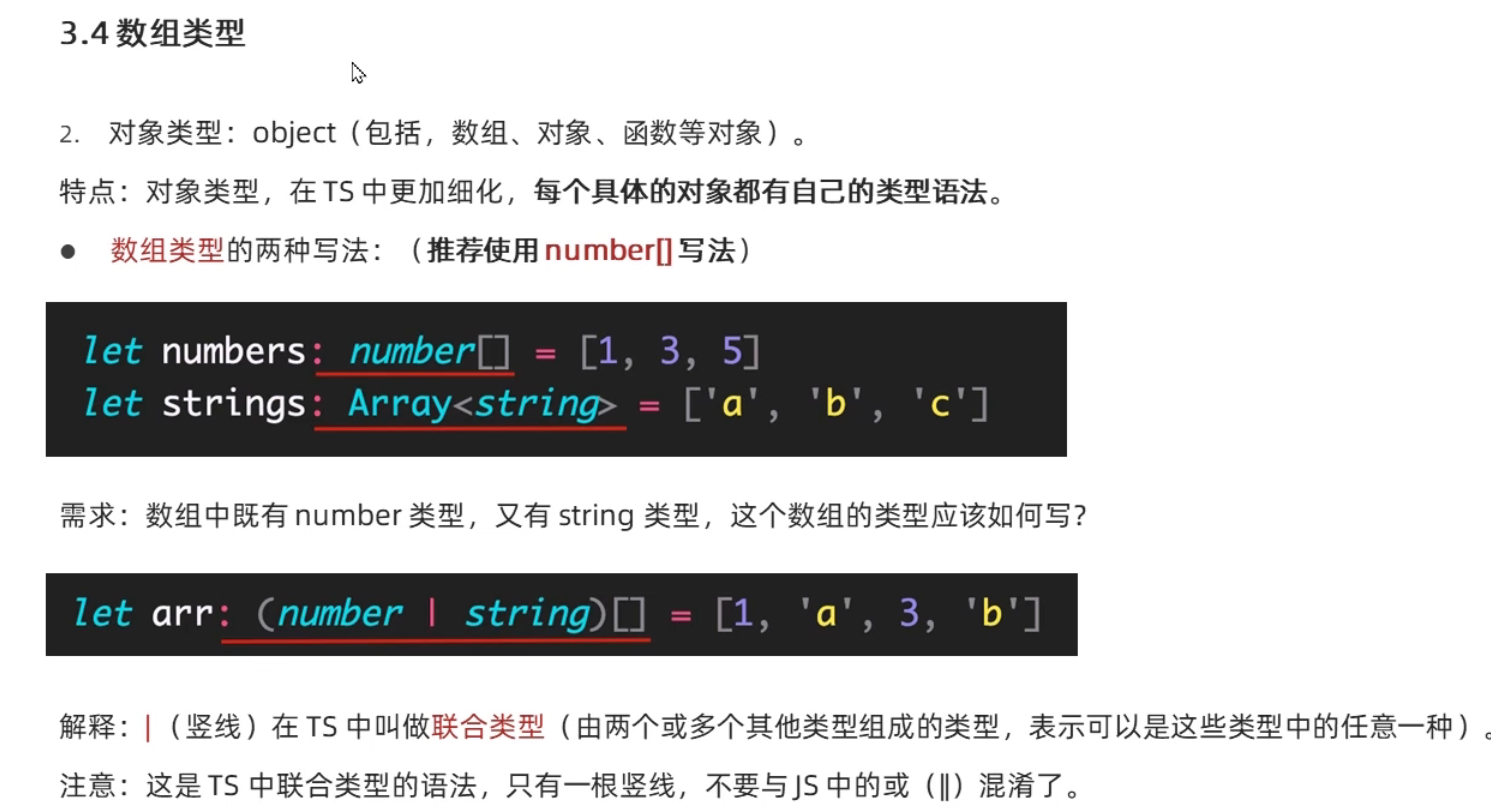 3.4 数组类型
2. 对象类型：object（包括，数组、对象、函数等对象）。
特点：对象类型，在 TS 中更加细化，每个具体的对象都有自己的类型语法。
● 数组类型的两种写法：（推荐使用 number[] 写法）
let numbers: number[] = [1, 3, 5]
let strings: Array<string> = ['a', 'b', 'c']
需求：数组中既有 number 类型，又有 string 类型，这个数组的类型应该如何写？
let arr: (number | string)[] = [1, 'a', 3, 'b']
解释：|（竖线）在 TS 中叫做联合类型（由两个或多个其他类型组成的类型，表示可以是这些类型中的任意一种）。
注意：这是 TS 中联合类型的语法，只有一根竖线，不要与 JS 中的或（||）混淆了。